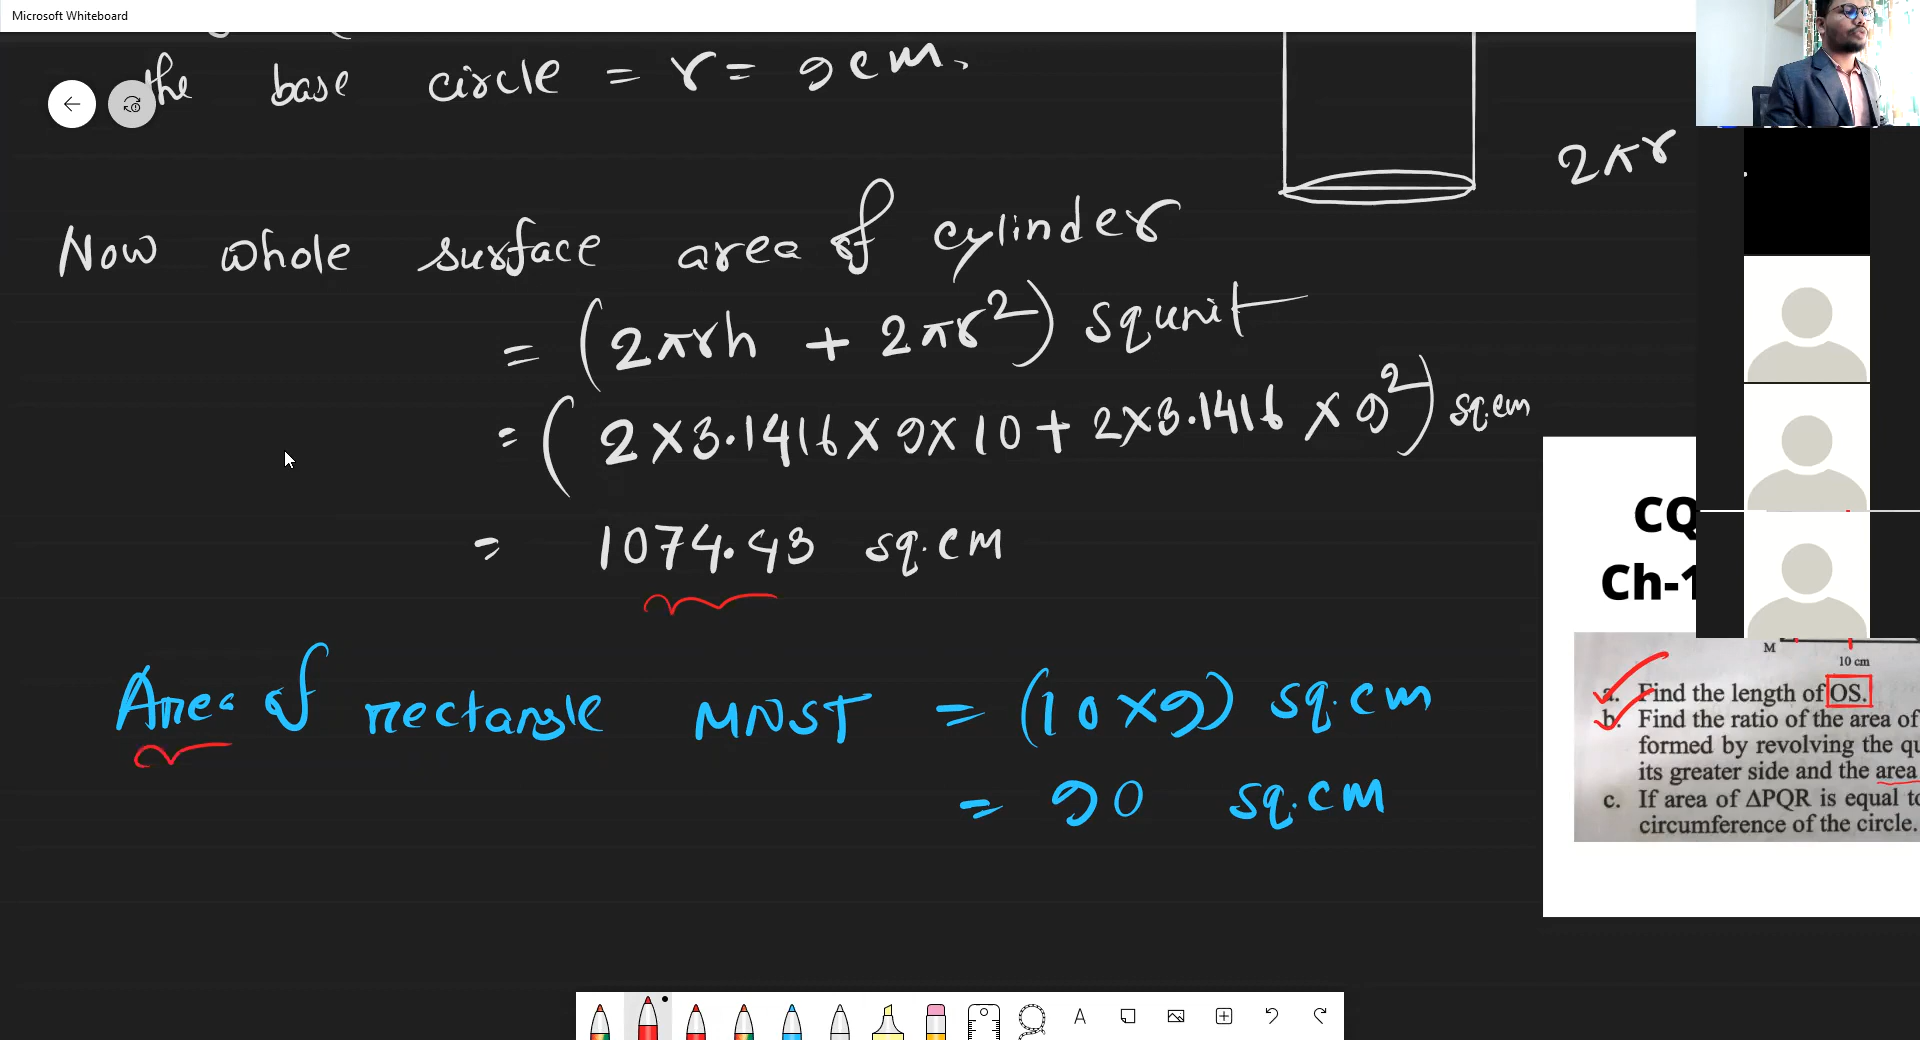 Microsoft Whiteboard
the base circle = r = 9 cm.
2πr
Now whole surface area of cylinder
= (2πrh + 2πr²) squnit
= (2×3.1416×9×10+2×3.1416×9²) sq.cm
= 1074.43 sq.cm
Area of rectangle MNST = (10×9) sq.cm
= 90 sq.cm
CQ
Ch-1
M
10 cm
a. Find the length of OS.
b. Find the ratio of the area of
formed by revolving the qu
its greater side and the area
c. If area of ΔPQR is equal to
circumference of the circle.
A